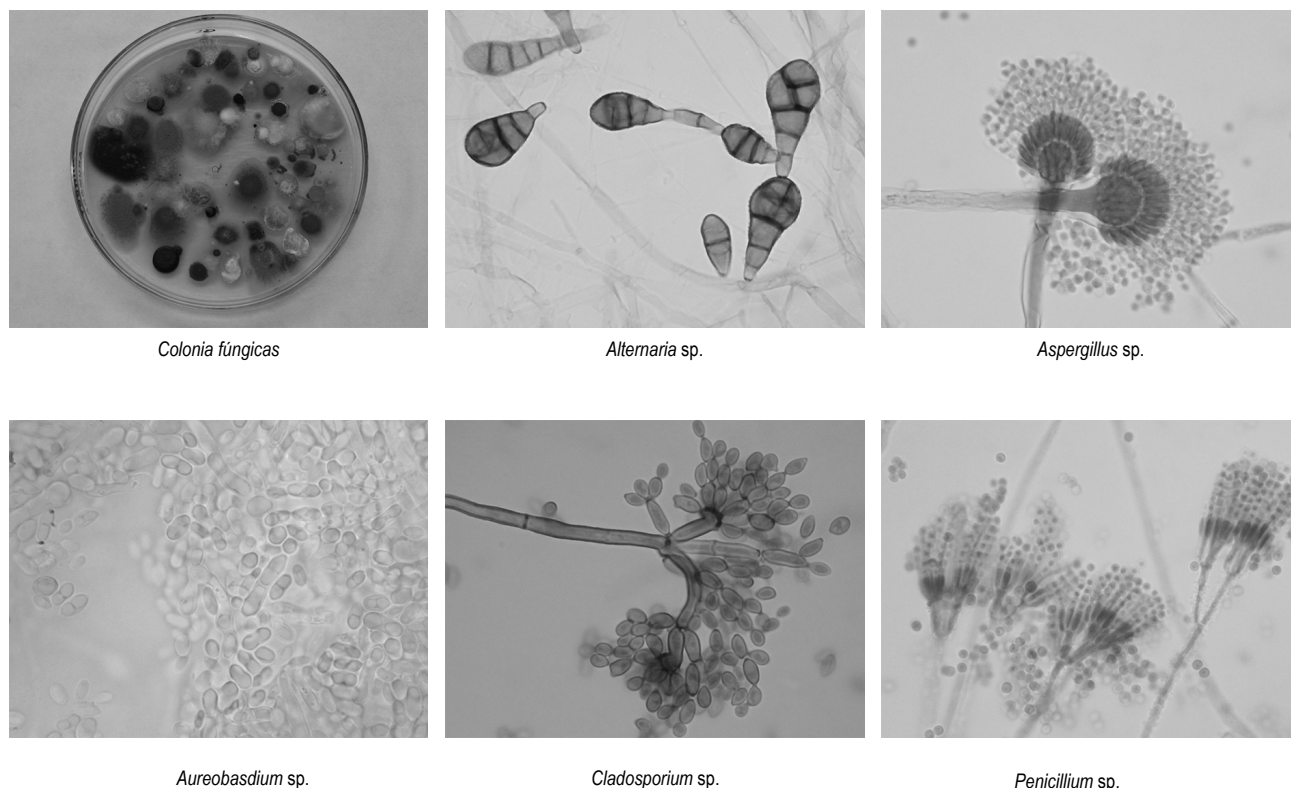 Colonia fúngicas
Alternaria sp.
Aspergillus sp.
Aureobasdium sp.
Cladosporium sp.
Penicillium sp.